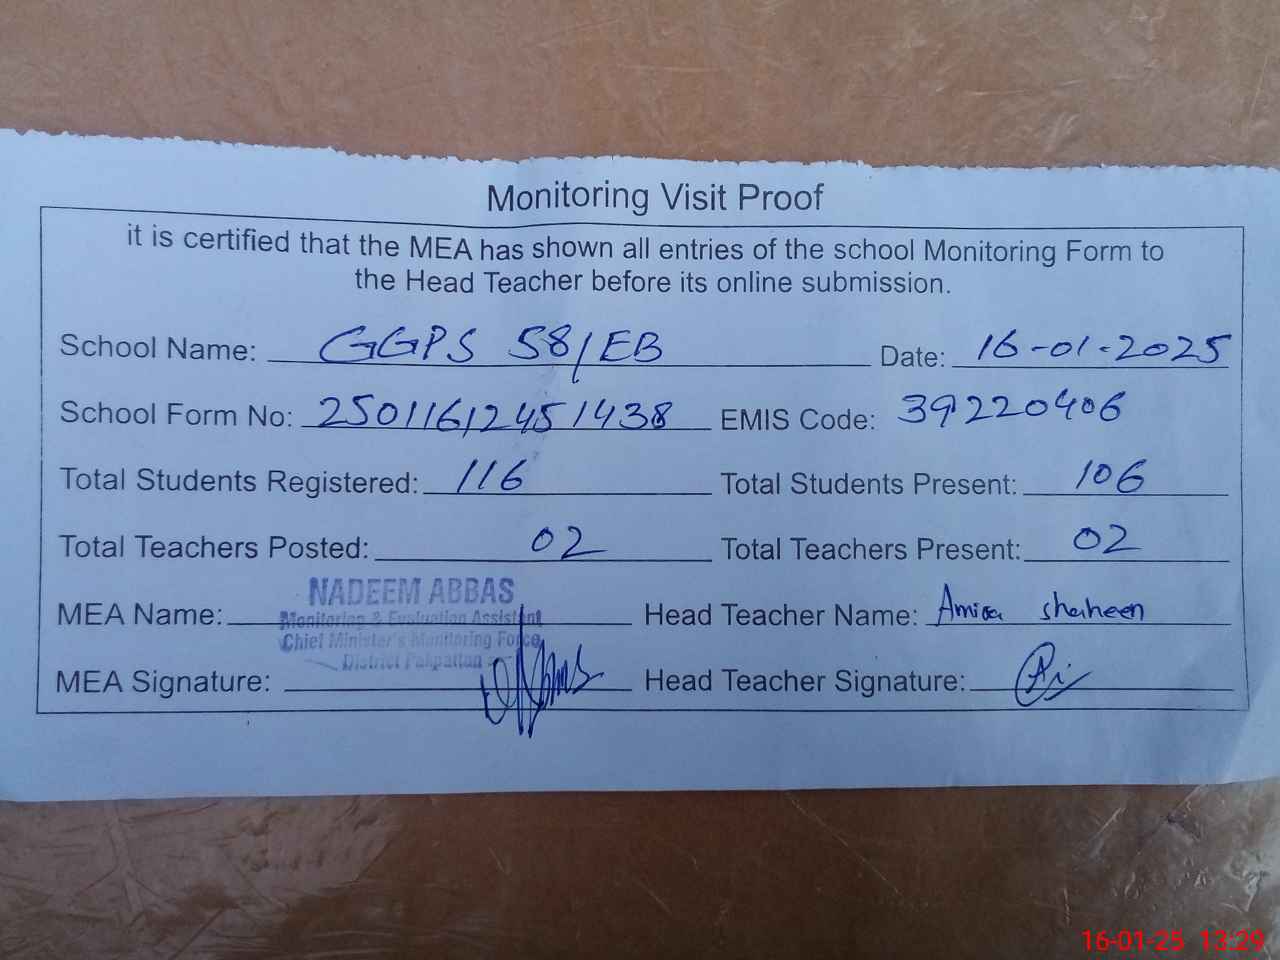 Monitoring Visit Proof
it is certified that the MEA has shown all entries of the school Monitoring Form to
the Head Teacher before its online submission.
School Name: GGPS 58/EB Date: 16-01-2025
School Form No: 25011612451438 EMIS Code: 39220406
Total Students Registered: 116 Total Students Present: 106
Total Teachers Posted: 02 Total Teachers Present: 02
NADEEM ABBAS
MEA Name: Monitoring & Evaluation Assistant Head Teacher Name: shaheen
Chief Minister's Monitoring Force
District Pakpattan
MEA Signature: Head Teacher Signature:
16-01-25 13:29